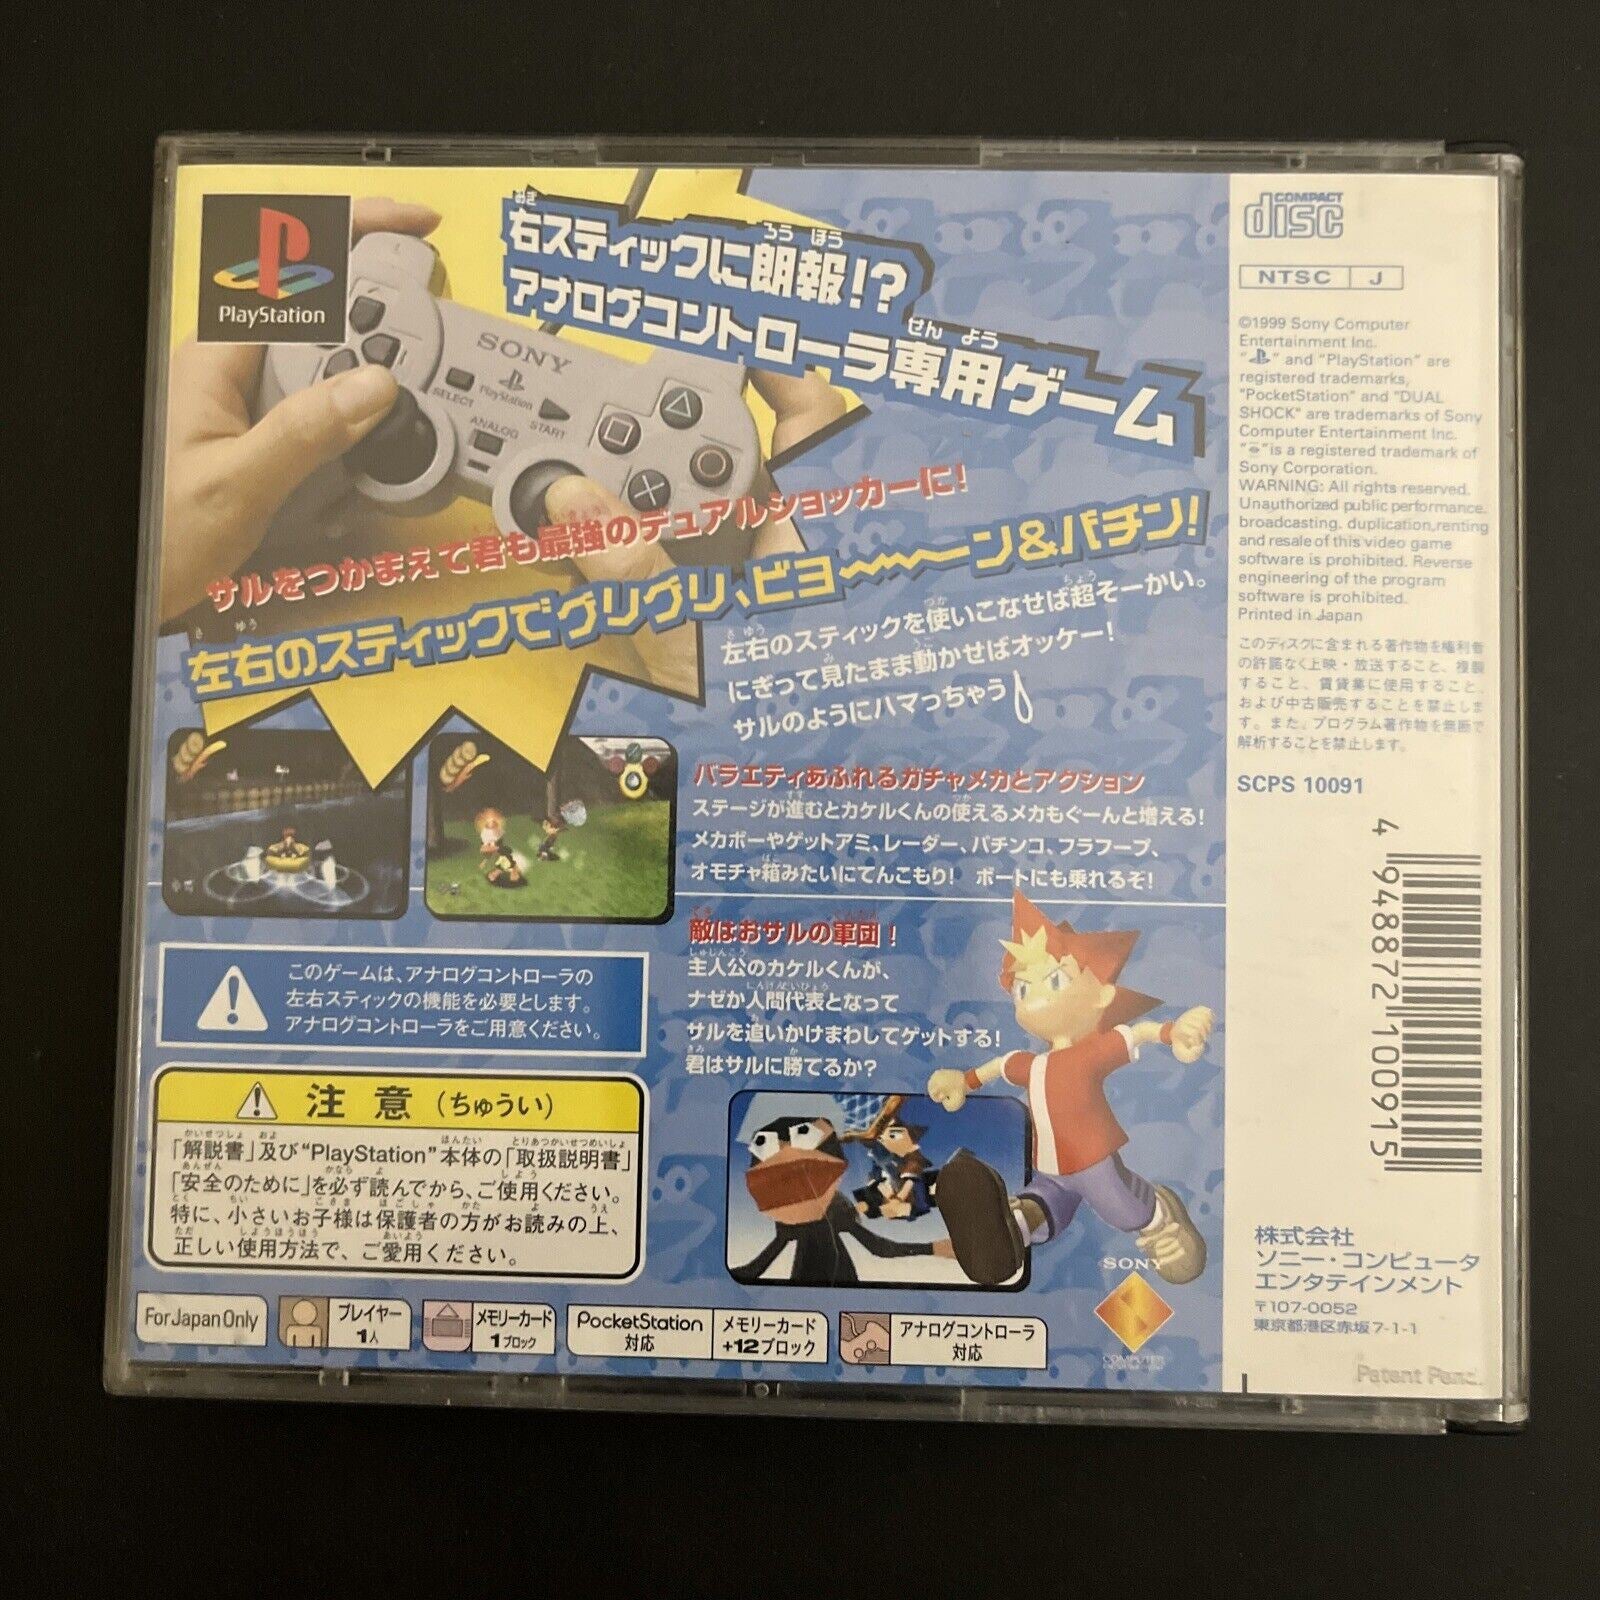 PlayStation
右スティックに朗報!?
アナログコントローラ専用ゲーム
めぎ
ろうほう
せんよう
SONY
PlayStation
SELECT
START
ANALOG
サルをつかまえて君も最強のデュアルショッカーに!
左右のスティックでグリグリ、ビヨ〜〜〜ン&パチン!
さゆう
左右のスティックを使いこなせば超そーかい。
にぎって見たまま動かせばオッケー!
サルのようにハマっちゃうぞ
バラエティあふれるガチャメカとアクション
ステージが進むとカケルくんの使えるメカもぐーんと増える!
メカボーやゲットアミ、レーダー、パチンコ、フラフープ、
オモチャ箱みたいにてんこもり! ボートにも乗れるぞ!
敵はおサルの軍団!
主人公のカケルくんが、
ナゼか人間代表となって
サルを追いかけまわしてゲットする!
君はサルに勝てるか?
このゲームは、アナログコントローラの
左右スティックの機能を必要とします。
アナログコントローラをご用意ください。
注意(ちゅうい)
「解説書」及び“PlayStation”本体の「取扱説明書」
「安全のために」を必ず読んでから、ご使用ください。
特に、小さいお子様は保護者の方がお読みの上、
正しい使用方法で、ご愛用ください。
For Japan Only
プレイヤー
1人
メモリーカード
1ブロック
PocketStation
対応
メモリーカード
+12ブロック
アナログコントローラ
対応
SONY
COMPUTER
COMPACT
disc
NTSC J
©1999 Sony Computer
Entertainment Inc.
" " and "PlayStation" are
registered trademarks,
"PocketStation" and "DUAL
SHOCK" are trademarks of Sony
Computer Entertainment Inc.
" " is a registered trademark of
Sony Corporation.
WARNING: All rights reserved.
Unauthorized public performance.
broadcasting. duplication,renting
and resale of this video game
software is prohibited. Reverse
engineering of the program
software is prohibited.
Printed in Japan
このディスクに含まれる著作物を権利者
の許諾なく上映・放送すること、複製
すること、賃貸業に使用すること、
および中古販売することを禁止しま
す。また、プログラム著作物を無断で
解析することを禁止します。
SCPS 10091
4 948872 100915
株式会社
ソニー・コンピュータ
エンタテインメント
〒107-0052
東京都港区赤坂7-1-1
Patent Pend.